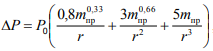 ΔP = P₀(0,8m_пр^0,33/r + 3m_пр^0,66/r² + 5m_пр/r³)